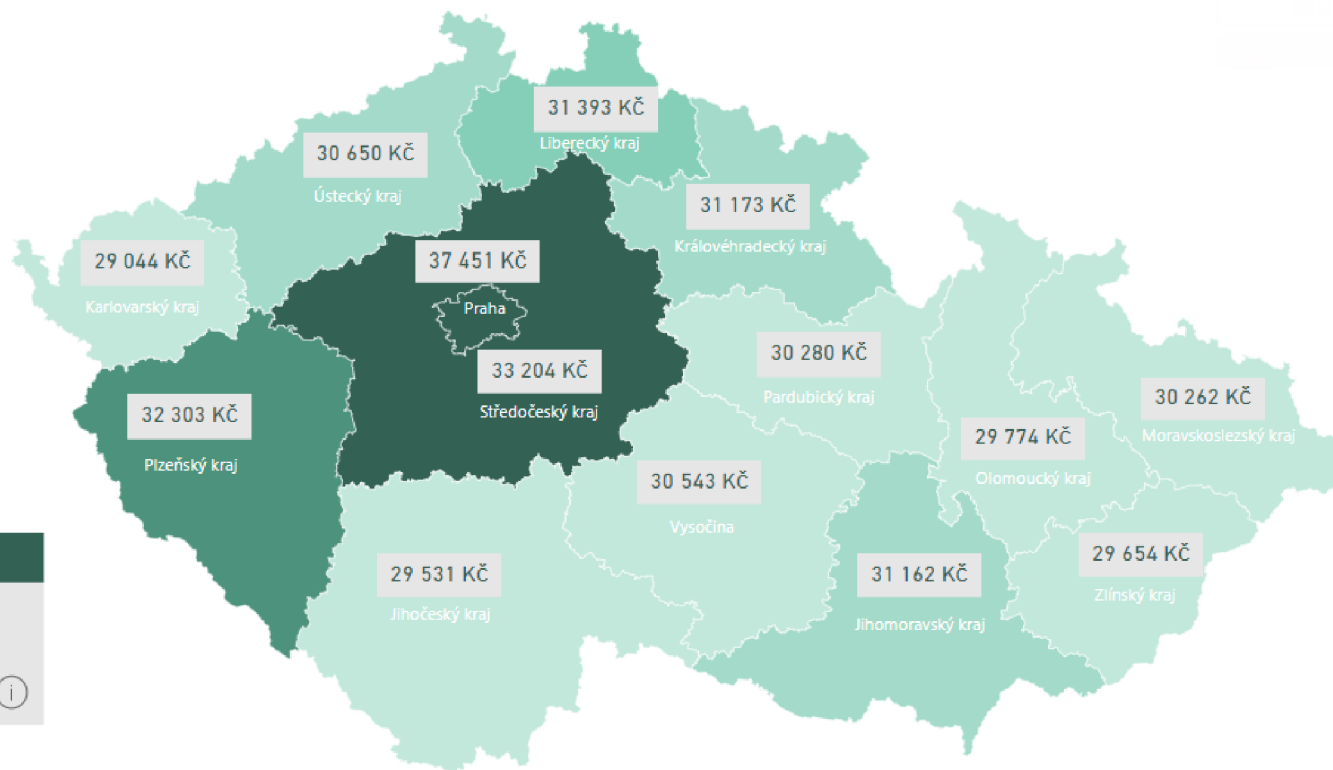 31 393 KČ
Liberecký kraj
30 650 KČ
Ústecký kraj
31 173 KČ
Královéhradecký kraj
29 044 KČ
Karlovarský kraj
37 451 KČ
Praha
33 204 KČ
Středočeský kraj
30 280 KČ
Pardubický kraj
32 303 KČ
Plzeňský kraj
30 262 KČ
Moravskoslezský kraj
29 774 KČ
Olomoucký kraj
30 543 KČ
Vysočina
29 531 KČ
Jihočeský kraj
31 162 KČ
Jihomoravský kraj
29 654 KČ
Zlínský kraj
i